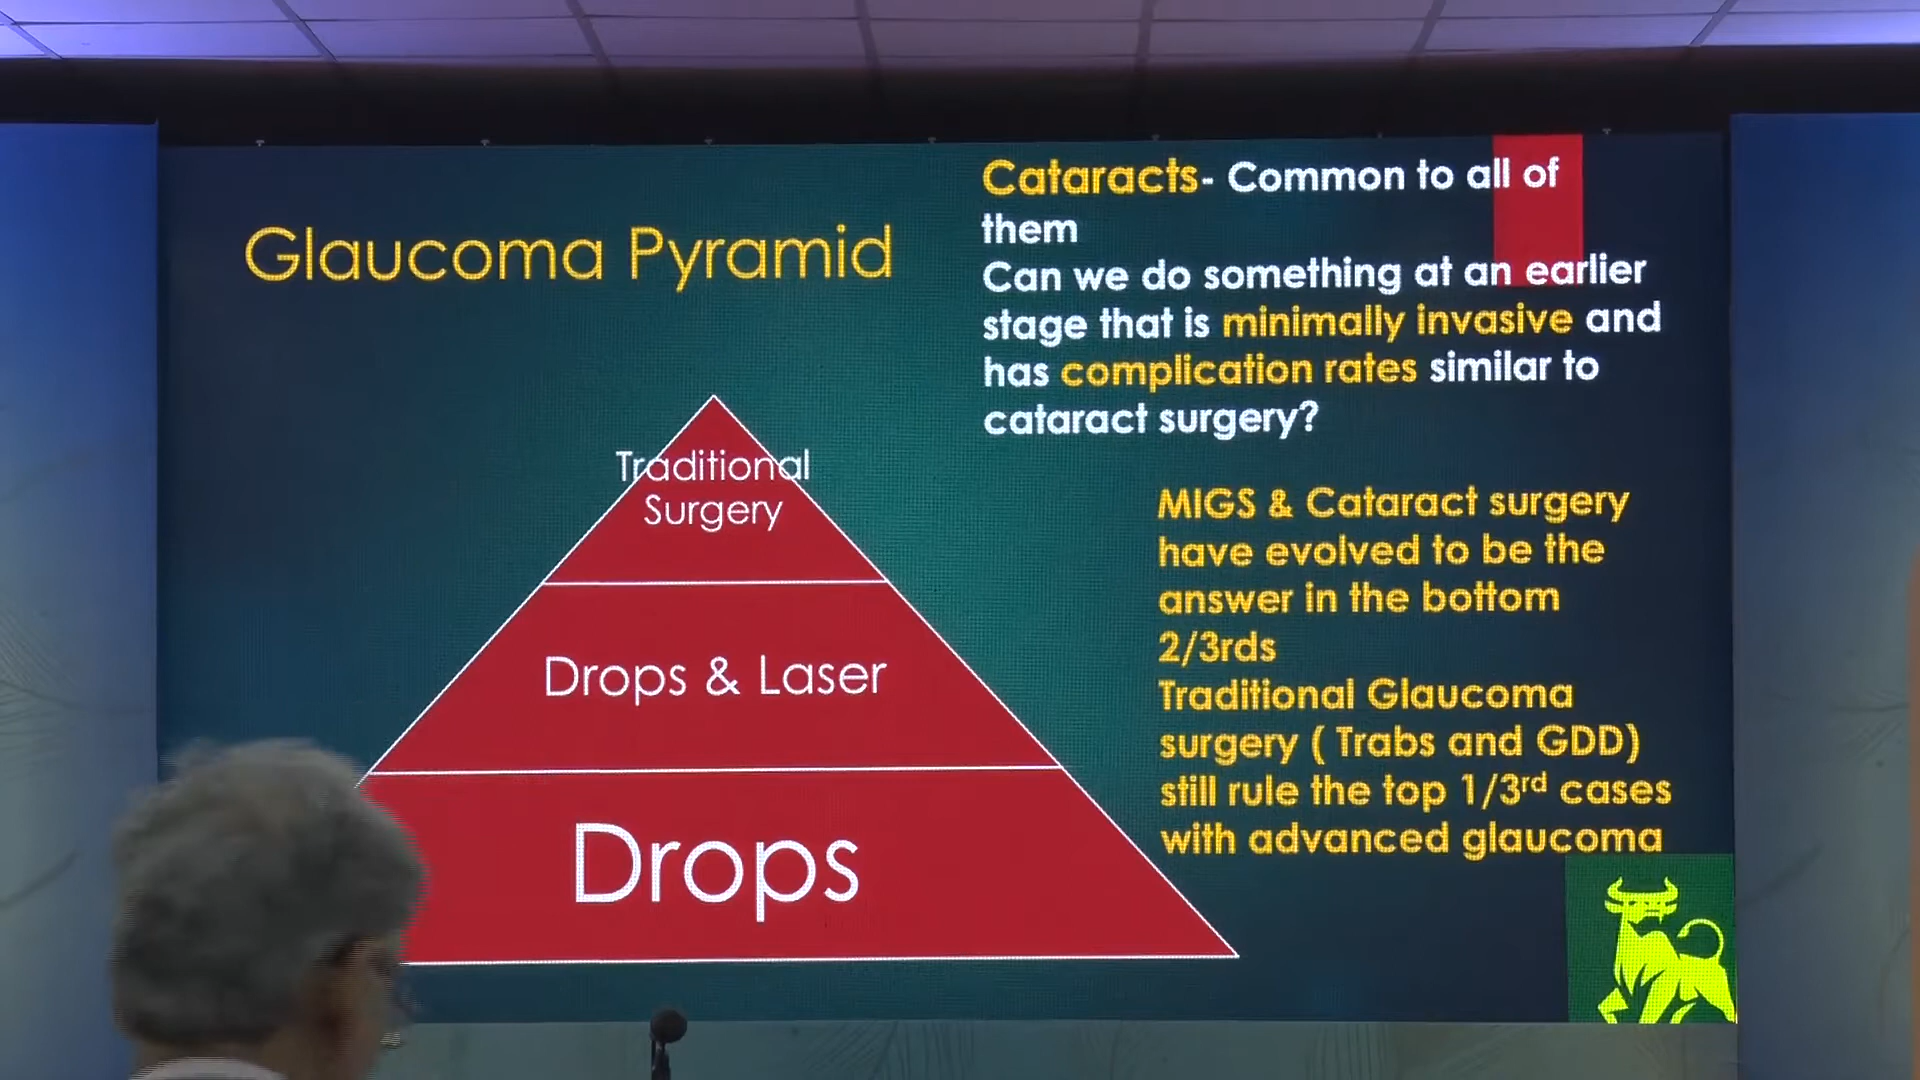 Glaucoma Pyramid
Traditional
Surgery
Drops & Laser
Drops
Cataracts- Common to all of
them
Can we do something at an earlier
stage that is minimally invasive and
has complication rates similar to
cataract surgery?
MIGS & Cataract surgery
have evolved to be the
answer in the bottom
2/3rds
Traditional Glaucoma
surgery ( Trabs and GDD)
still rule the top 1/3rd cases
with advanced glaucoma